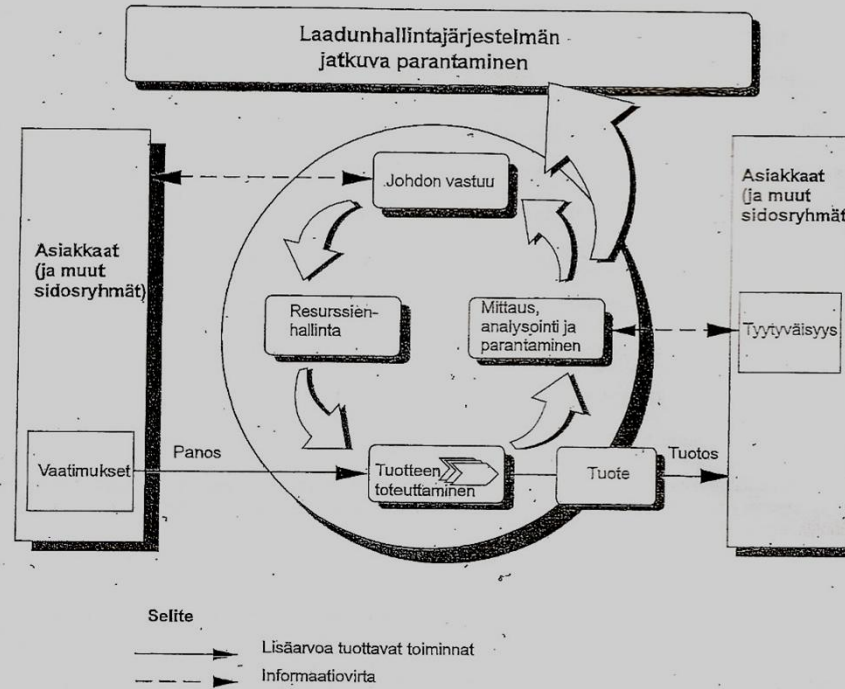 Laadunhallintajärjestelmän
jatkuva parantaminen
Asiakkaat
(ja muut
sidosryhmät)
Vaatimukset
Panos
Johdon vastuu
Resurssien-
hallinta
Mittaus,
analysointi ja
parantaminen
Tuotteen
toteuttaminen
Tuote
Tuotos
Asiakkaat
(ja muut
sidosryhmät)
Tyytyväisyys
Selite
Lisäarvoa tuottavat toiminnat
Informaatiovirta